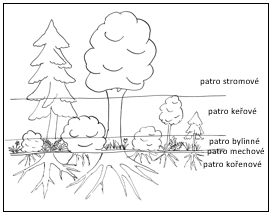 patro stromové
patro keřové
patro bylinné
patro mechové
patro kořenové